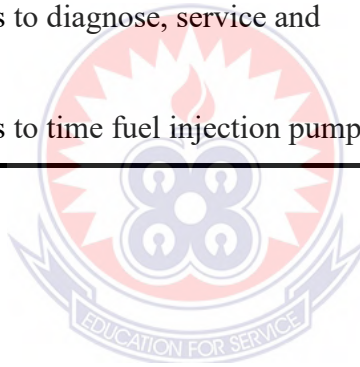 s to diagnose, service and
s to time fuel injection pump
EDUCATION FOR SERVICE